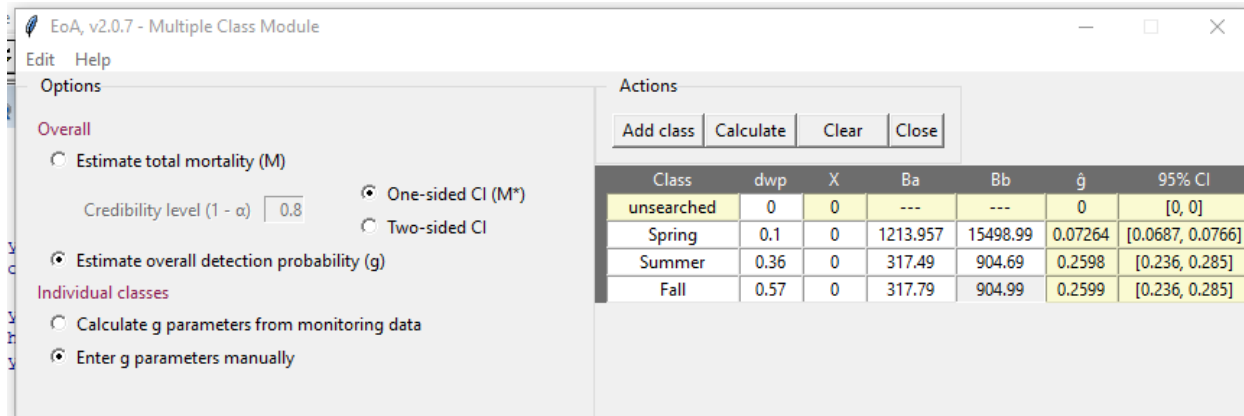 EoA, v2.0.7 - Multiple Class Module
Edit Help
Options
Overall
Estimate total mortality (M)
Credibility level (1 - α) 0.8
One-sided CI (M*)
Two-sided CI
Estimate overall detection probability (g)
Individual classes
Calculate g parameters from monitoring data
Enter g parameters manually
Actions
Add class Calculate Clear Close
Class dwp X Ba Bb ĝ 95% CI
unsearched 0 0 --- --- 0 [0, 0]
Spring 0.1 0 1213.957 15498.99 0.07264 [0.0687, 0.0766]
Summer 0.36 0 317.49 904.69 0.2598 [0.236, 0.285]
Fall 0.57 0 317.79 904.99 0.2599 [0.236, 0.285]